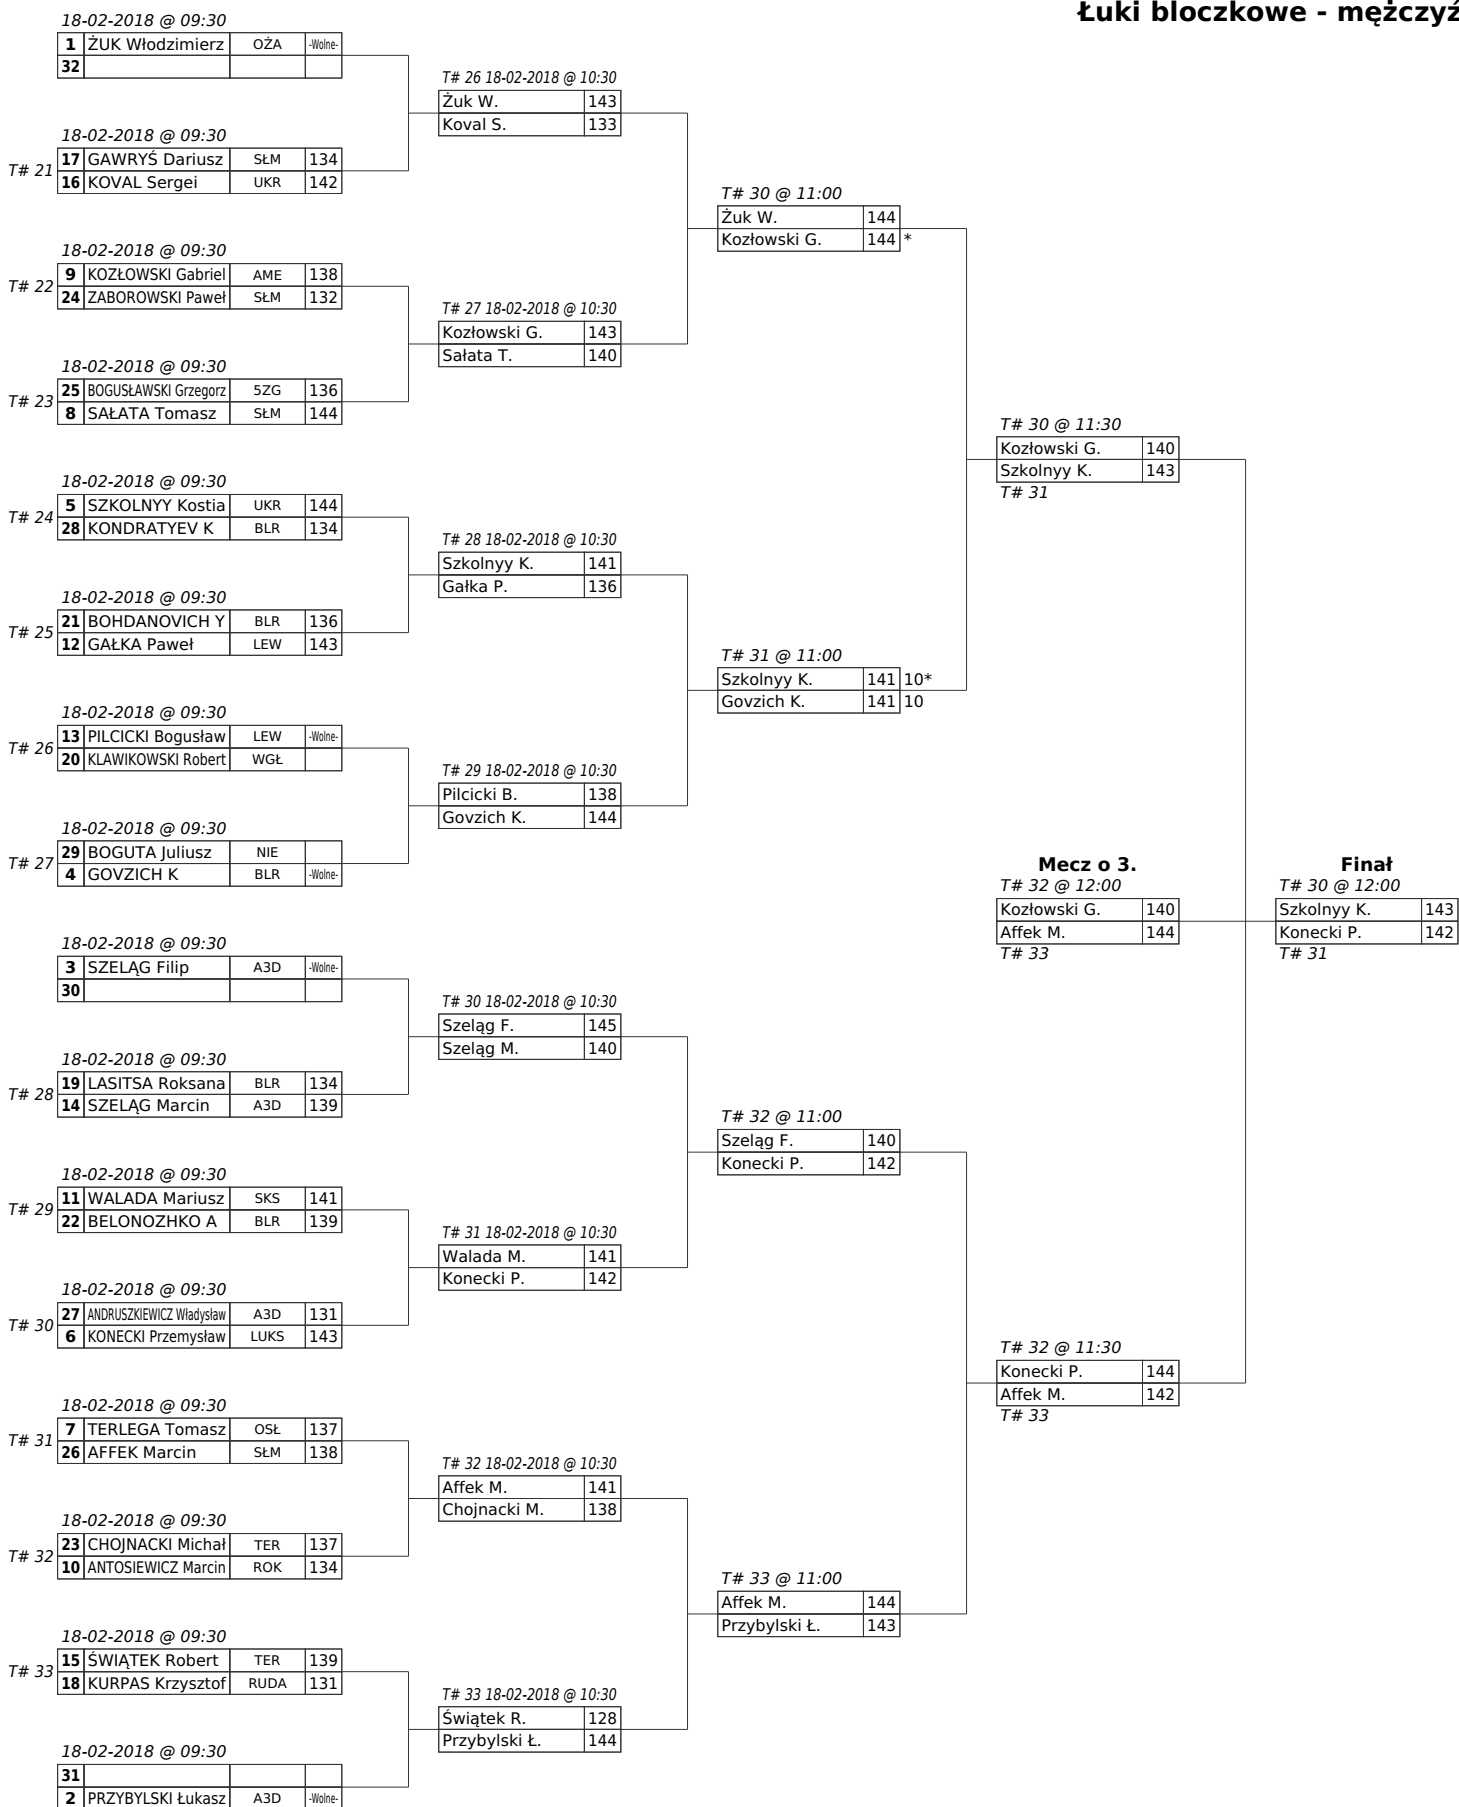 Łuki bloczkowe - mężczyź
18-02-2018 @ 09:30
1 ŻUK Włodzimierz OŻA -Wolne-
32
18-02-2018 @ 09:30
T# 21
17 GAWRYŚ Dariusz SŁM 134
16 KOVAL Sergei UKR 142
18-02-2018 @ 09:30
T# 22
9 KOZŁOWSKI Gabriel AME 138
24 ZABOROWSKI Paweł SŁM 132
18-02-2018 @ 09:30
T# 23
25 BOGUSŁAWSKI Grzegorz 5ZG 136
8 SAŁATA Tomasz SŁM 144
18-02-2018 @ 09:30
T# 24
5 SZKOLNYY Kostia UKR 144
28 KONDRATYEV K BLR 134
18-02-2018 @ 09:30
T# 25
21 BOHDANOVICH Y BLR 136
12 GAŁKA Paweł LEW 143
18-02-2018 @ 09:30
T# 26
13 PILCICKI Bogusław LEW -Wolne-
20 KLAWIKOWSKI Robert WGŁ
18-02-2018 @ 09:30
T# 27
29 BOGUTA Juliusz NIE
4 GOVZICH K BLR -Wolne-
18-02-2018 @ 09:30
3 SZELĄG Filip A3D -Wolne-
30
18-02-2018 @ 09:30
T# 28
19 LASITSA Roksana BLR 134
14 SZELĄG Marcin A3D 139
18-02-2018 @ 09:30
T# 29
11 WALADA Mariusz SKS 141
22 BELONOZHKO A BLR 139
18-02-2018 @ 09:30
T# 30
27 ANDRUSZKIEWICZ Władysław A3D 131
6 KONECKI Przemysław LUKS 143
18-02-2018 @ 09:30
T# 31
7 TERLEGA Tomasz OSŁ 137
26 AFFEK Marcin SŁM 138
18-02-2018 @ 09:30
T# 32
23 CHOJNACKI Michał TER 137
10 ANTOSIEWICZ Marcin ROK 134
18-02-2018 @ 09:30
T# 33
15 ŚWIĄTEK Robert TER 139
18 KURPAS Krzysztof RUDA 131
18-02-2018 @ 09:30
31
2 PRZYBYLSKI Łukasz A3D -Wolne-
T# 26 18-02-2018 @ 10:30
Żuk W. 143
Koval S. 133
T# 27 18-02-2018 @ 10:30
Kozłowski G. 143
Sałata T. 140
T# 28 18-02-2018 @ 10:30
Szkolnyy K. 141
Gałka P. 136
T# 29 18-02-2018 @ 10:30
Pilcicki B. 138
Govzich K. 144
T# 30 18-02-2018 @ 10:30
Szeląg F. 145
Szeląg M. 140
T# 31 18-02-2018 @ 10:30
Walada M. 141
Konecki P. 142
T# 32 18-02-2018 @ 10:30
Affek M. 141
Chojnacki M. 138
T# 33 18-02-2018 @ 10:30
Świątek R. 128
Przybylski Ł. 144
T# 30 @ 11:00
Żuk W. 144
Kozłowski G. 144 *
T# 31 @ 11:00
Szkolnyy K. 141 10*
Govzich K. 141 10
T# 32 @ 11:00
Szeląg F. 140
Konecki P. 142
T# 33 @ 11:00
Affek M. 144
Przybylski Ł. 143
T# 30 @ 11:30
Kozłowski G. 140
Szkolnyy K. 143
T# 31
Mecz o 3.
T# 32 @ 12:00
Kozłowski G. 140
Affek M. 144
T# 33
T# 32 @ 11:30
Konecki P. 144
Affek M. 142
T# 33
Finał
T# 30 @ 12:00
Szkolnyy K. 143
Konecki P. 142
T# 31